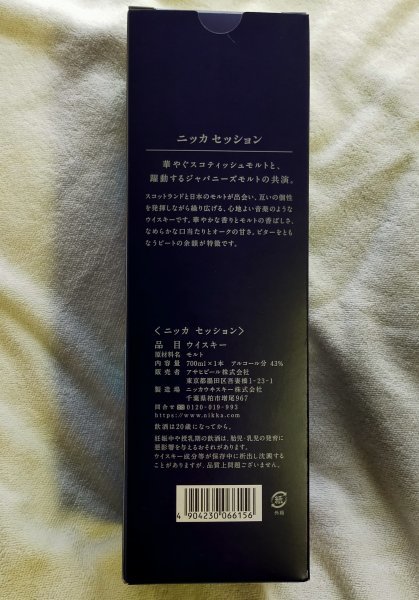 ニッカ セッション
華やぐスコティッシュモルトと、
躍動するジャパニーズモルトの共演。
スコットランドと日本のモルトが出会い、互いの個性
を発揮しながら繰り広げる、心地よい音楽のような
ウイスキーです。華やかな香りとモルトの香ばしさ、
なめらかな口当たりとオークの甘さ、ビターをとも
なうピートの余韻が特徴です。
〈ニッカ セッション〉
品目 ウイスキー
原材料名 モルト
内容量 700ml×1本 アルコール分 43%
販売者 アサヒビール株式会社
東京都墨田区吾妻橋1-23-1
製造場 ニッカウヰスキー株式会社
千葉県柏市増尾967
問合せ 0120-019-993
https://www.nikka.com
飲酒は20歳になってから。
妊娠中や授乳期の飲酒は、胎児・乳児の発育に
悪影響を与えるおそれがあります。
ウイスキー成分等が保存中に析出し沈澱する
ことがありますが、品質上問題ございません。
4 904230 066156
紙
外箱